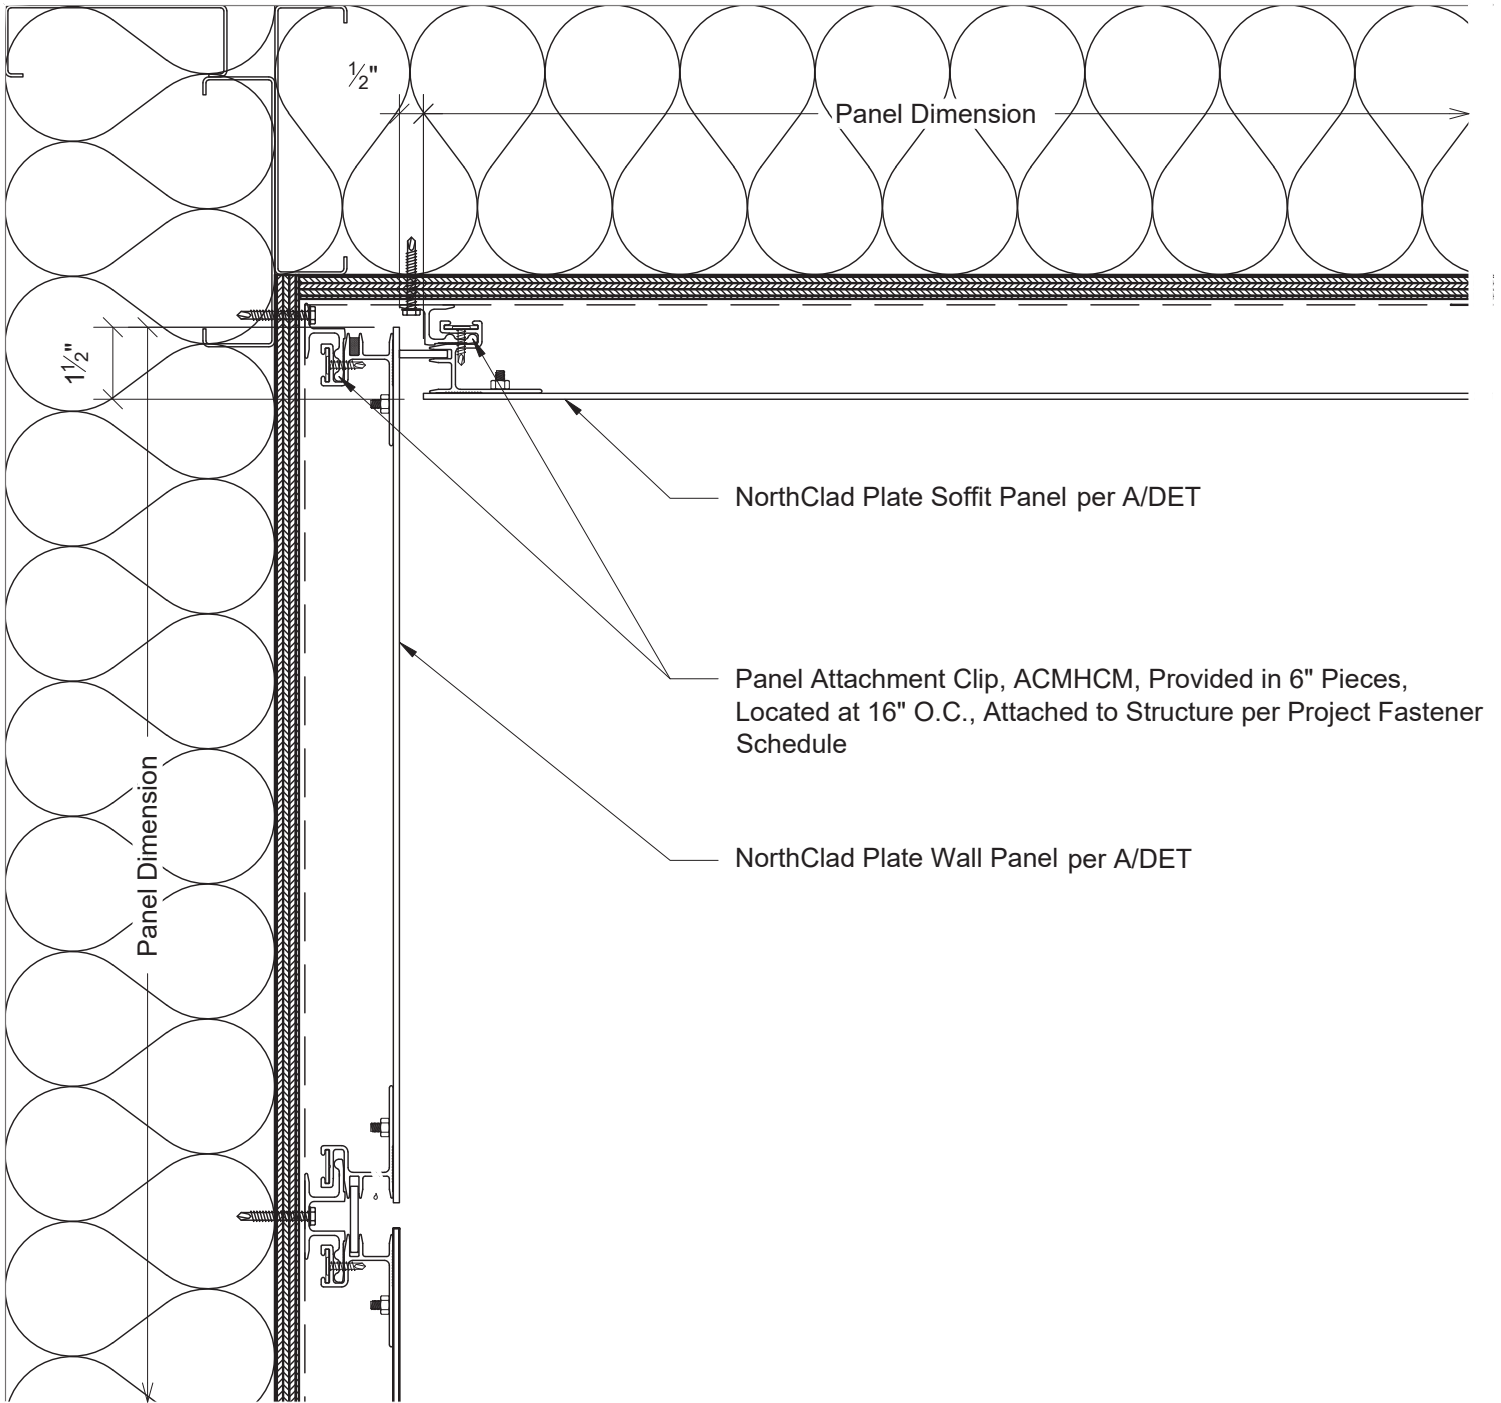 ½"
Panel Dimension
1½"
NorthClad Plate Soffit Panel per A/DET
Panel Attachment Clip, ACMHCM, Provided in 6" Pieces,
Located at 16" O.C., Attached to Structure per Project Fastener
Schedule
Panel Dimension
NorthClad Plate Wall Panel per A/DET